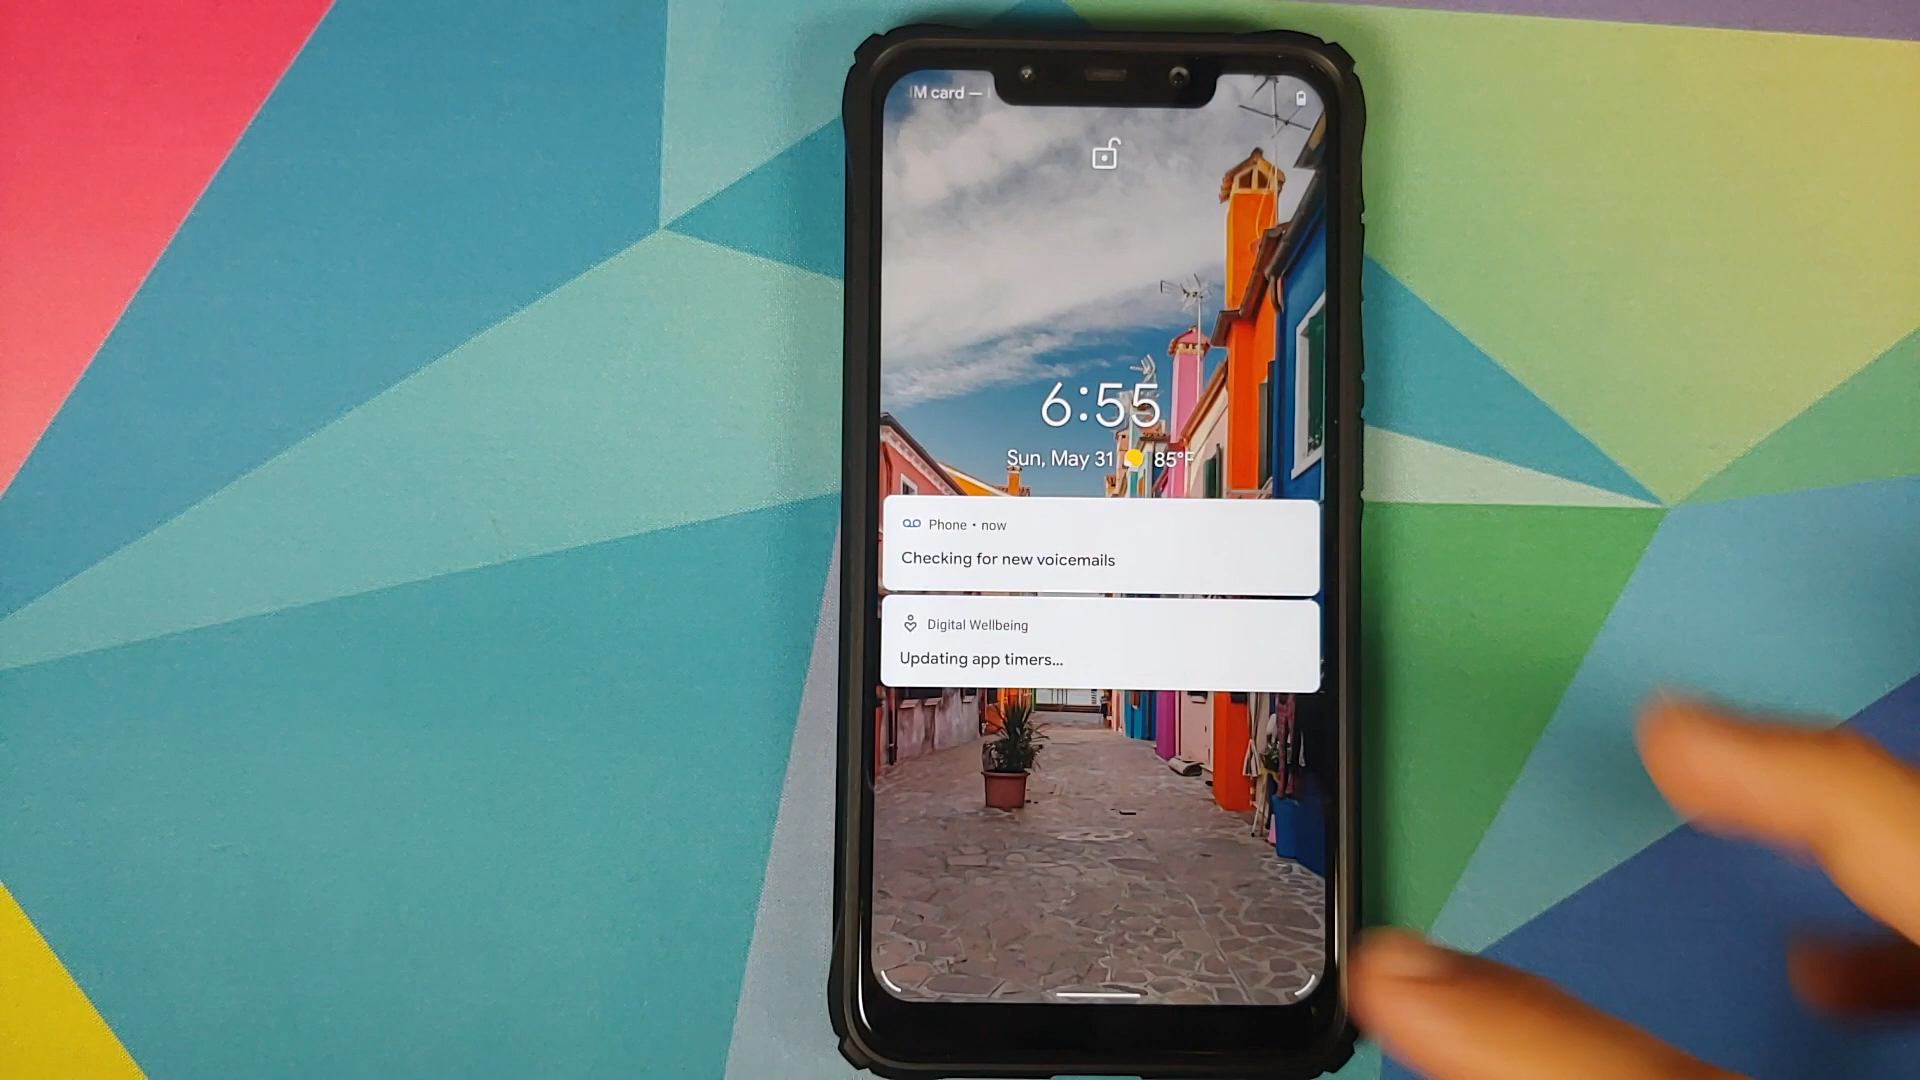 M card —
6:55
Sun, May 31 85°F
Phone • now
Checking for new voicemails
Digital Wellbeing
Updating app timers...